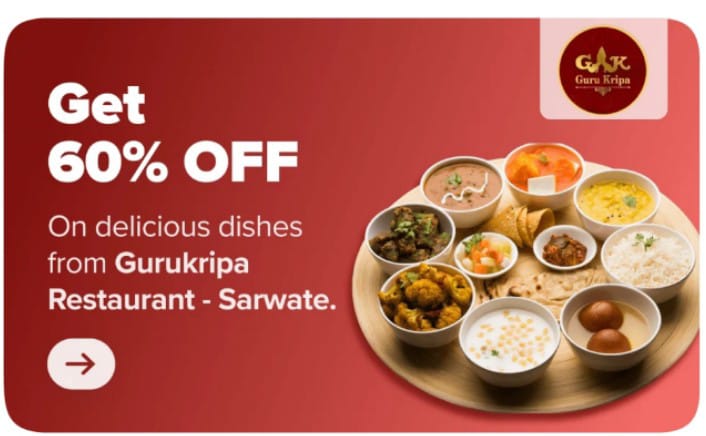 Get
60% OFF
On delicious dishes
from Gurukripa
Restaurant - Sarwate.
GK
Guru Kripa